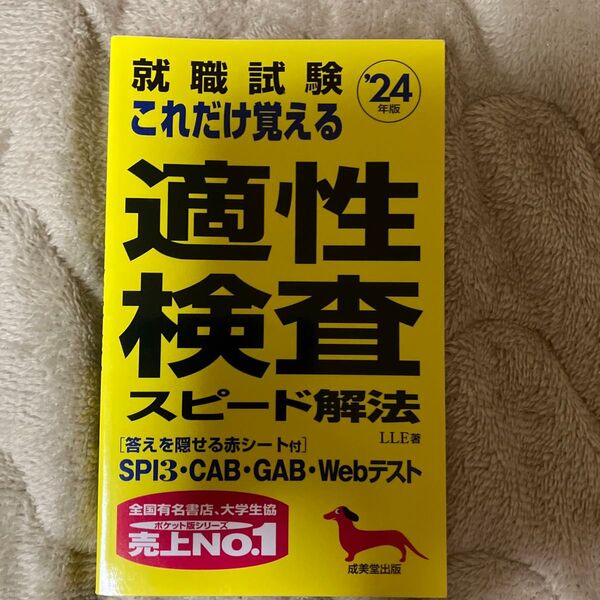 就職試験
これだけ覚える
'24
年版
適性
検査
スピード解法
LLE著
[答えを隠せる赤シート付]
SPI3・CAB・GAB・Webテスト
全国有名書店、大学生協
ポケット版シリーズ
売上NO.1
成美堂出版